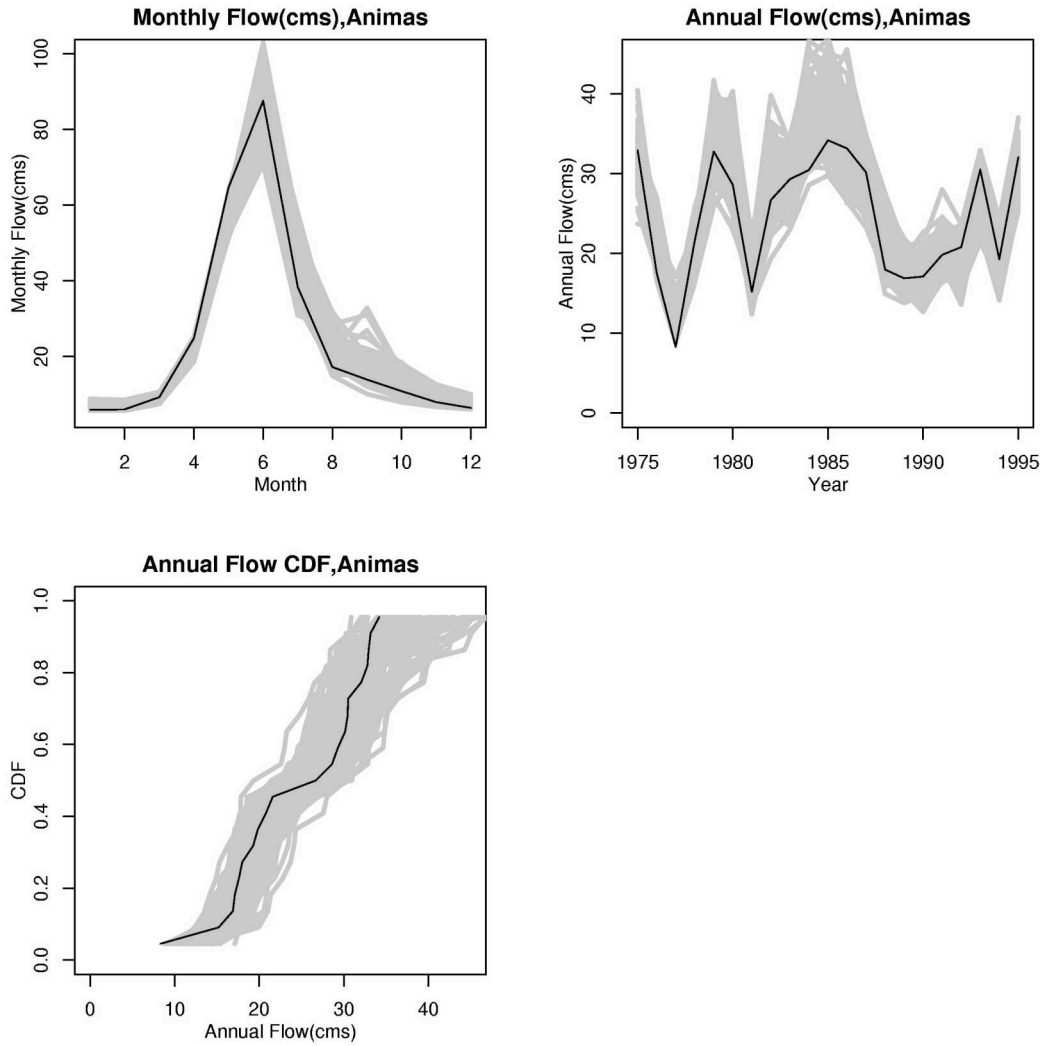 Monthly Flow(cms),Animas
Monthly Flow(cms)
100
80
60
40
20
2 4 6 8 10 12
Month
Annual Flow(cms),Animas
Annual Flow(cms)
40
30
20
10
0
1975 1980 1985 1990 1995
Year
Annual Flow CDF,Animas
CDF
1.0
0.8
0.6
0.4
0.2
0.0
0 10 20 30 40
Annual Flow(cms)